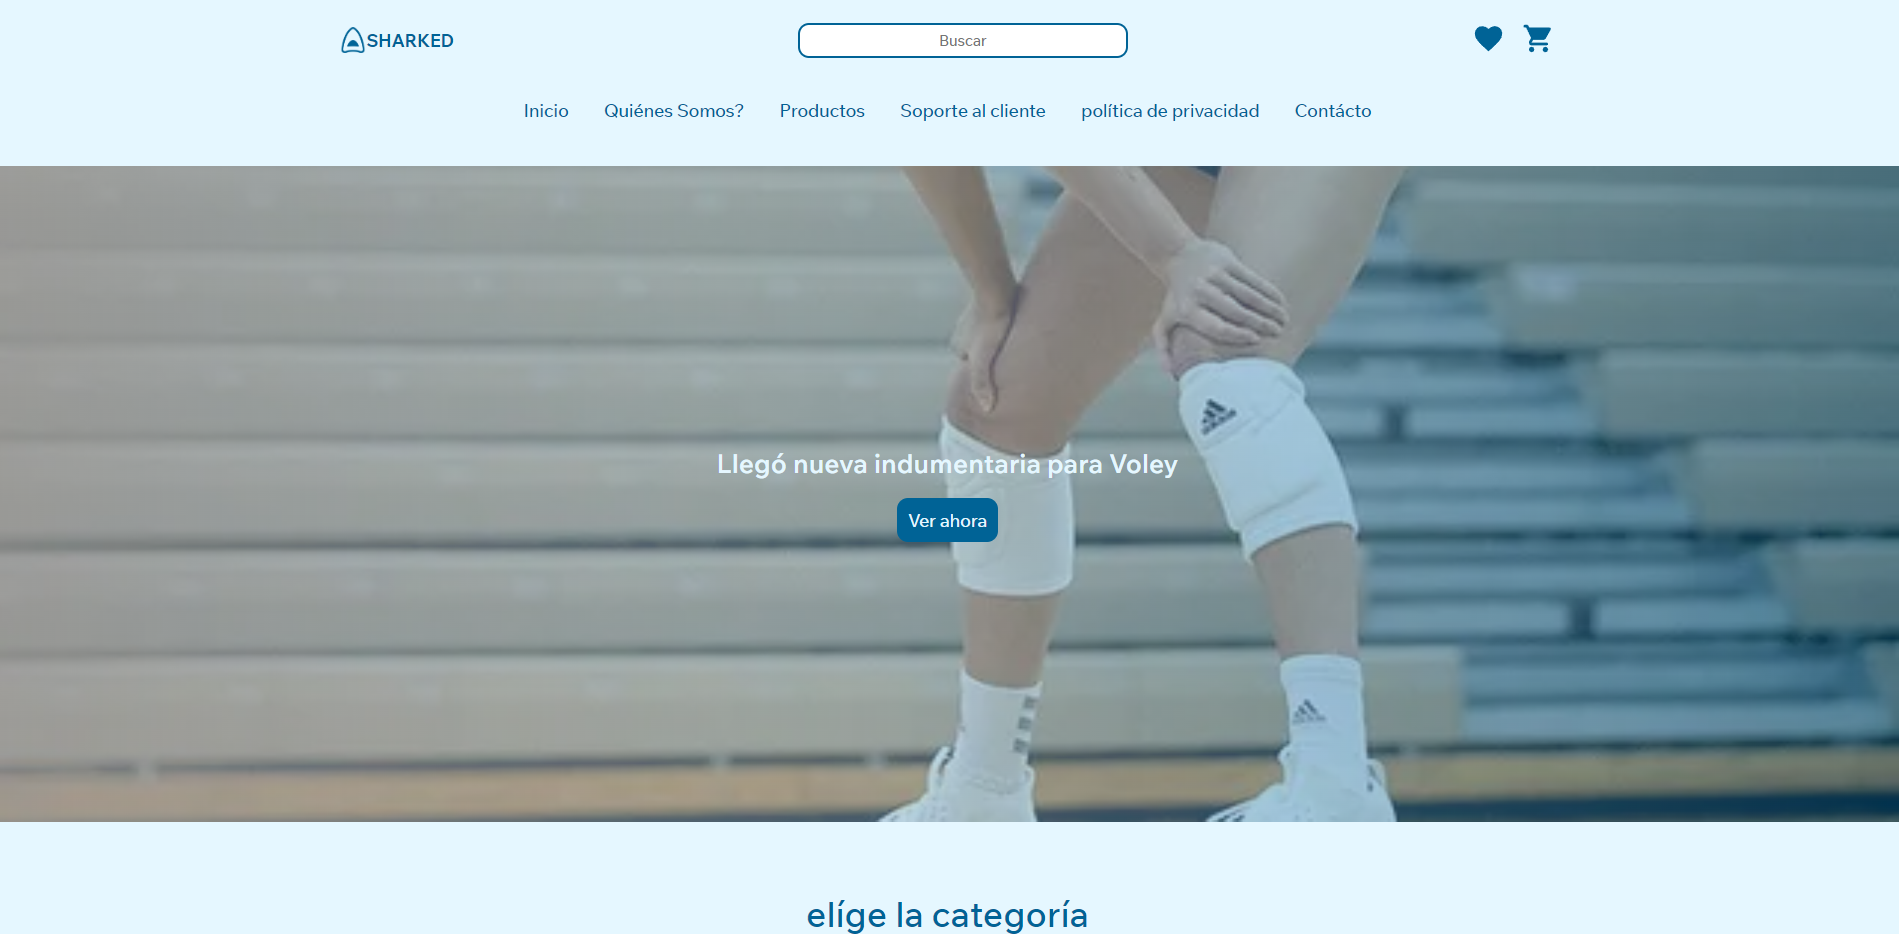 SHARKED
Buscar
Inicio Quiénes Somos? Productos Soporte al cliente política de privacidad Contácto
Llegó nueva indumentaria para Voley
Ver ahora
elíge la categoría